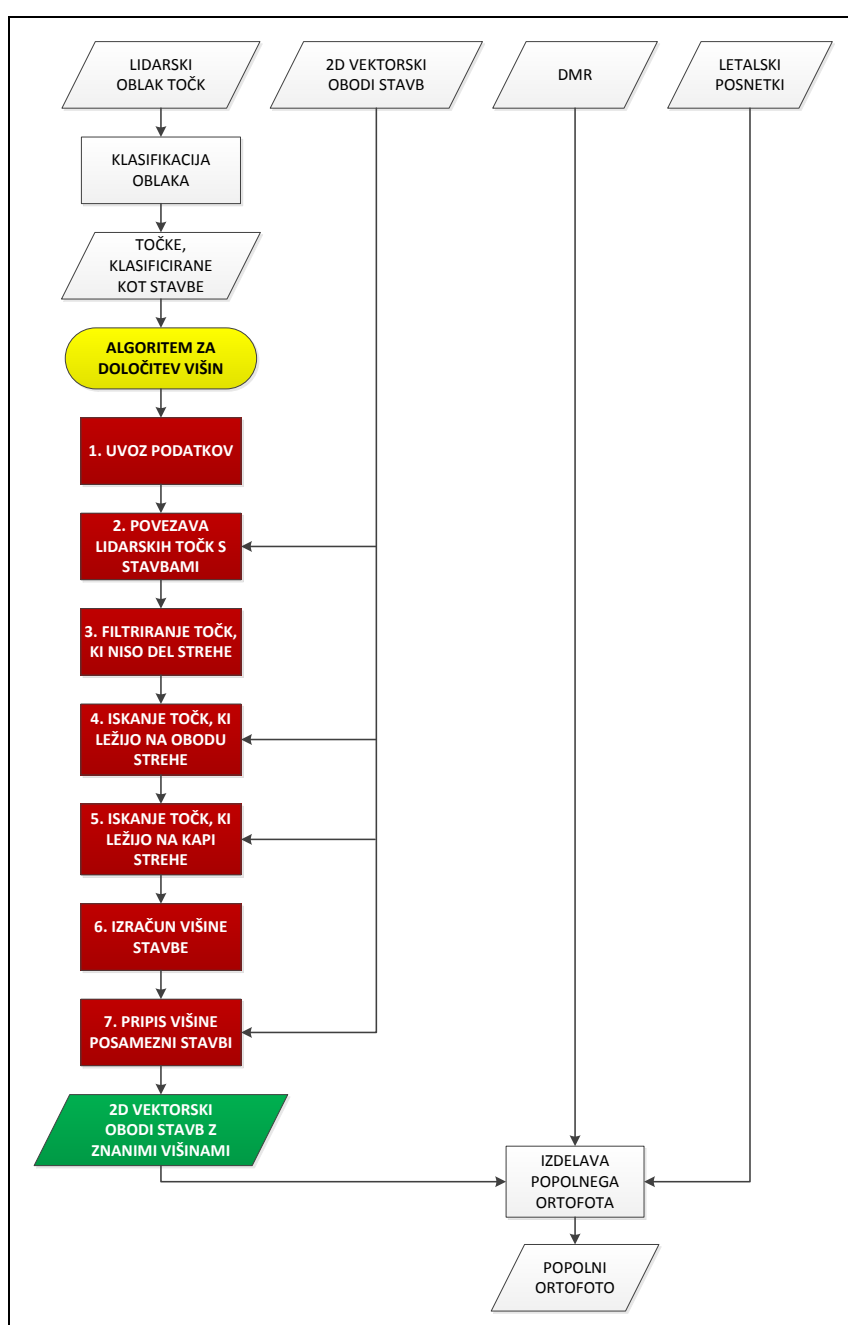 LIDARSKI
OBLAK TOČK
2D VEKTORSKI
OBODI STAVB
DMR
LETALSKI
POSNETKI
KLASIFIKACIJA
OBLAKA
TOČKE,
KLASIFICIRANE
KOT STAVBE
ALGORITEM ZA
DOLOČITEV VIŠIN
1. UVOZ PODATKOV
2. POVEZAVA
LIDARSKIH TOČK S
STAVBAMI
3. FILTRIRANJE TOČK,
KI NISO DEL STREHE
4. ISKANJE TOČK, KI
LEŽIJO NA OBODU
STREHE
5. ISKANJE TOČK, KI
LEŽIJO NA KAPI
STREHE
6. IZRAČUN VIŠINE
STAVBE
7. PRIPIS VIŠINE
POSAMEZNI STAVBI
2D VEKTORSKI
OBODI STAVB Z
ZNANIMI VIŠINAMI
IZDELAVA
POPOLNEGA
ORTOFOTA
POPOLNI
ORTOFOTO